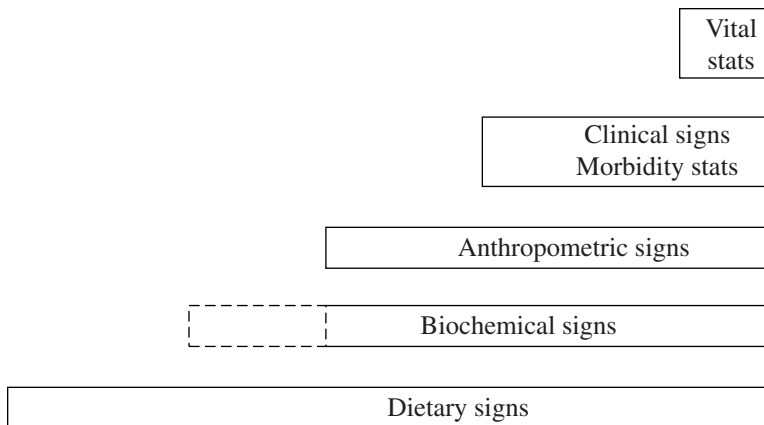 Vital
stats
Clinical signs
Morbidity stats
Anthropometric signs
Biochemical signs
Dietary signs